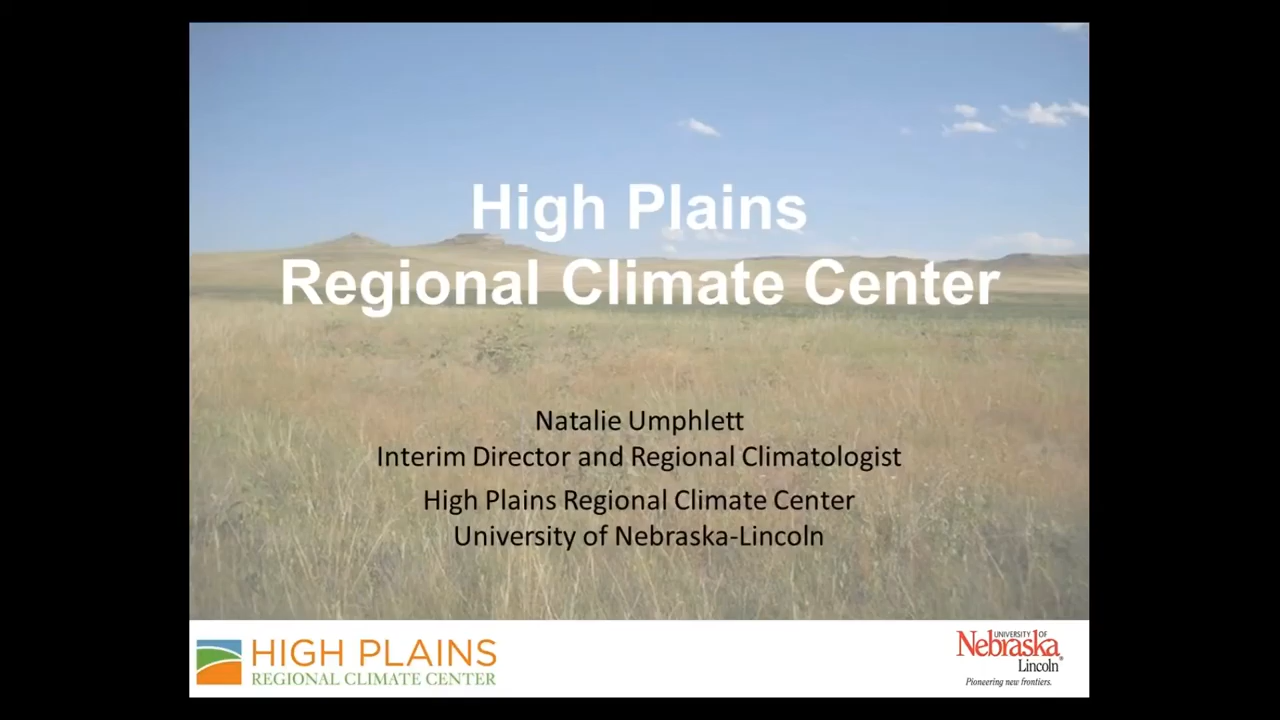 High Plains
Regional Climate Center
Natalie Umphlett
Interim Director and Regional Climatologist
High Plains Regional Climate Center
University of Nebraska-Lincoln
HIGH PLAINS
REGIONAL CLIMATE CENTER
UNIVERSITY OF
Nebraska
Lincoln®
Pioneering new frontiers.